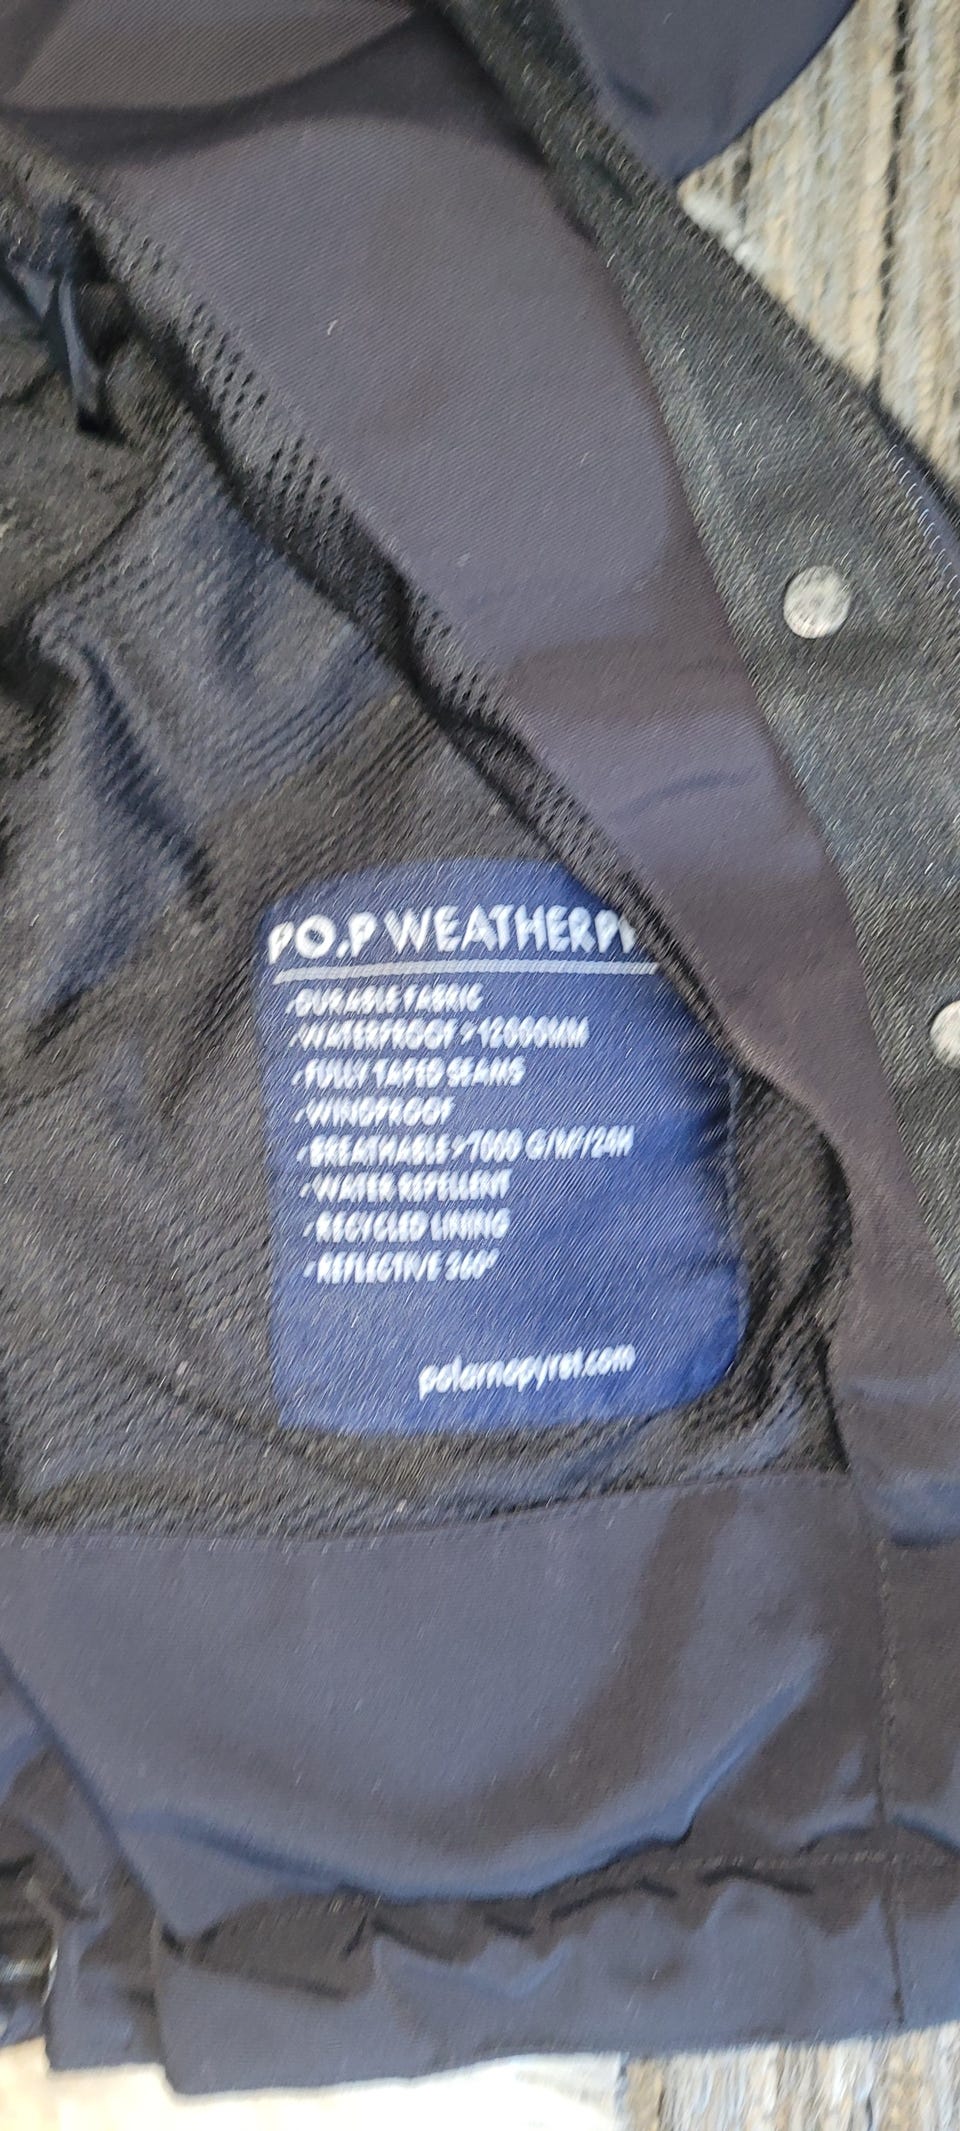 PO.P WEATHERPR
✓DURABLE FABRIC
✓WATERPROOF >12000MM
✓FULLY TAPED SEAMS
✓WINDPROOF
✓BREATHABLE >7000 G/M²/24H
✓WATER REPELLENT
✓RECYCLED LINING
✓REFLECTIVE 360°
polarnopyret.com